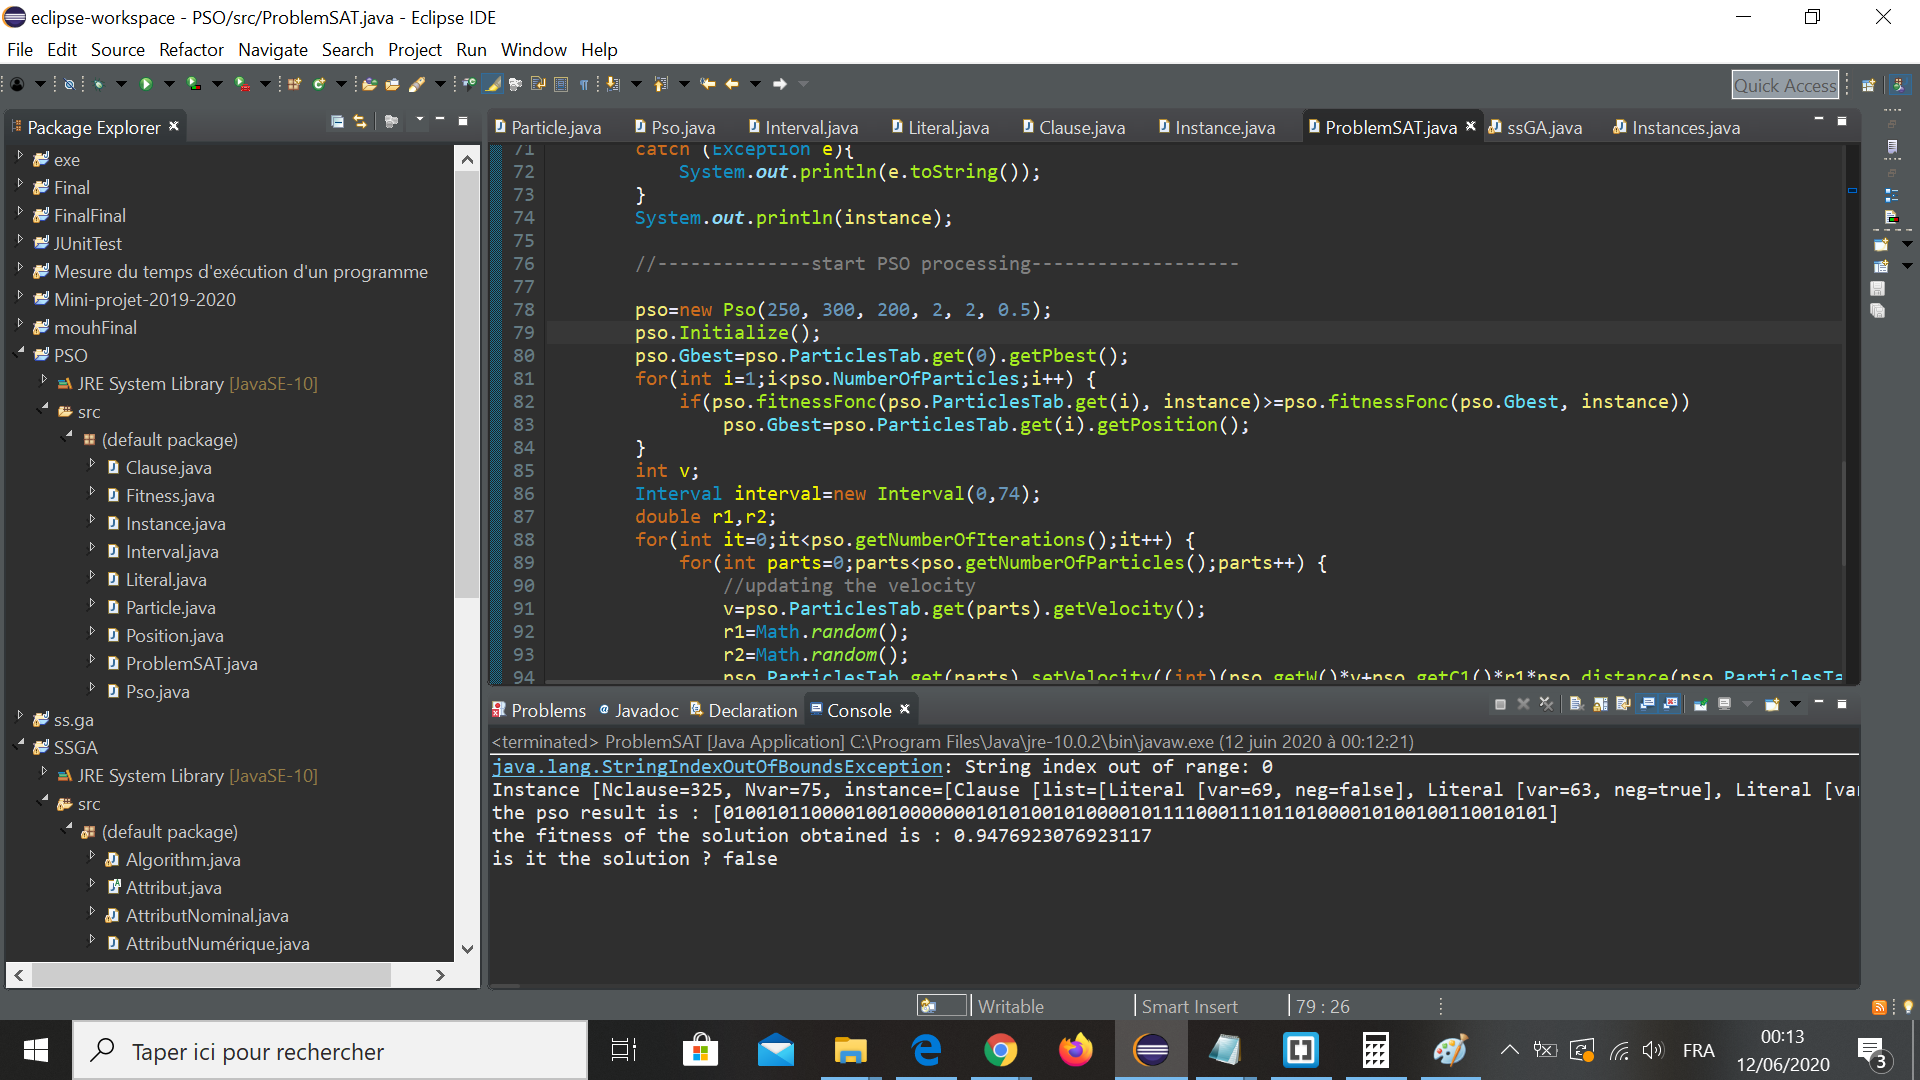 eclipse-workspace - PSO/src/ProblemSAT.java - Eclipse IDE
File Edit Source Refactor Navigate Search Project Run Window Help
Quick Access
Package Explorer
exe
Final
FinalFinal
JUnitTest
Mesure du temps d'exécution d'un programme
Mini-projet-2019-2020
mouhFinal
PSO
JRE System Library [JavaSE-10]
src
(default package)
Clause.java
Fitness.java
Instance.java
Interval.java
Literal.java
Particle.java
Position.java
ProblemSAT.java
Pso.java
ss.ga
SSGA
JRE System Library [JavaSE-10]
src
(default package)
Algorithm.java
Attribut.java
AttributNominal.java
AttributNumérique.java
Particle.java Pso.java Interval.java Literal.java Clause.java Instance.java ProblemSAT.java ssGA.java Instances.java
71 catch (Exception e){
72 System.out.println(e.toString());
73 }
74 System.out.println(instance);
75
76 //--------------start PSO processing-------------------
77
78 pso=new Pso(250, 300, 200, 2, 2, 0.5);
79 pso.Initialize();
80 pso.Gbest=pso.ParticlesTab.get(0).getPbest();
81 for(int i=1;i<pso.NumberOfParticles;i++) {
82 if(pso.fitnessFonc(pso.ParticlesTab.get(i), instance)>=pso.fitnessFonc(pso.Gbest, instance))
83 pso.Gbest=pso.ParticlesTab.get(i).getPosition();
84 }
85 int v;
86 Interval interval=new Interval(0,74);
87 double r1,r2;
88 for(int it=0;it<pso.getNumberOfIterations();it++) {
89 for(int parts=0;parts<pso.getNumberOfParticles();parts++) {
90 //updating the velocity
91 v=pso.ParticlesTab.get(parts).getVelocity();
92 r1=Math.random();
93 r2=Math.random();
94 pso.ParticlesTab.get(parts).setVelocity((int)(pso.getW()*v+pso.getC1()*r1*pso.distance(pso.ParticlesTa
Problems Javadoc Declaration Console
<terminated> ProblemSAT [Java Application] C:\Program Files\Java\jre-10.0.2\bin\javaw.exe (12 juin 2020 à 00:12:21)
java.lang.StringIndexOutOfBoundsException: String index out of range: 0
Instance [Nclause=325, Nvar=75, instance=[Clause [list=[Literal [var=69, neg=false], Literal [var=63, neg=true], Literal [va
the pso result is : [010010110000100100000001010100101000010111110001110110100001010010011001010​1]
the fitness of the solution obtained is : 0.9476923076923117
is it the solution ? false
Writable Smart Insert 79 : 26
Taper ici pour rechercher
FRA
00:13
12/06/2020
3